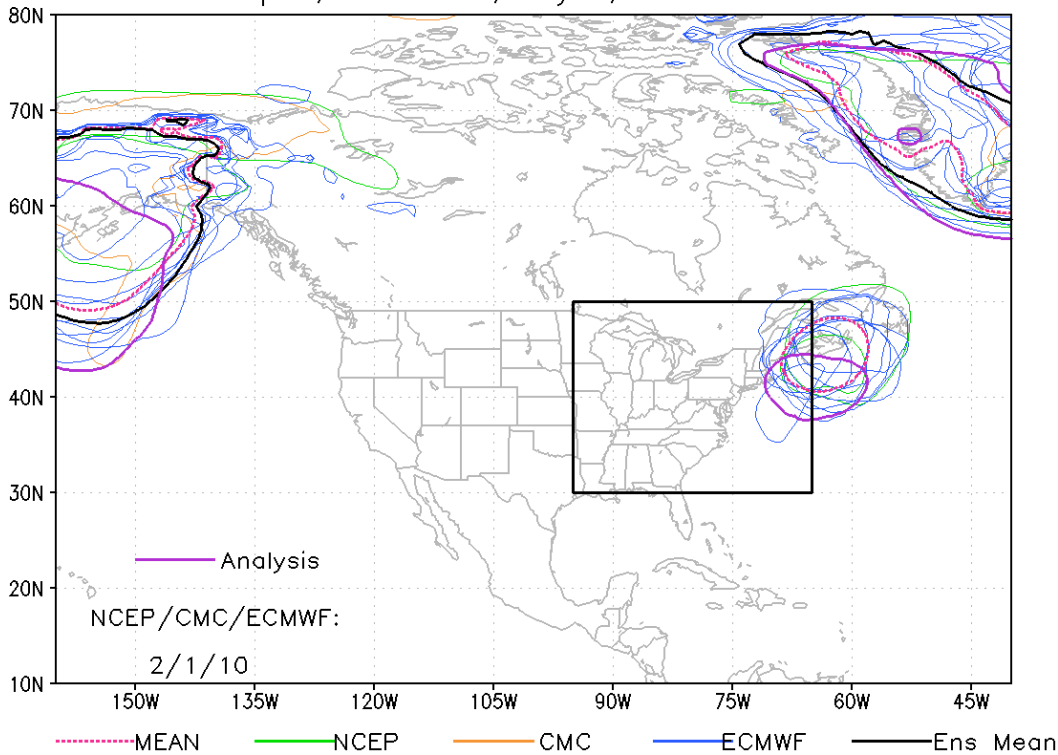 80N
70N
60N
50N
40N
30N
20N
10N
Analysis
NCEP/CMC/ECMWF:
2/1/10
150W 135W 120W 105W 90W 75W 60W 45W
MEAN NCEP CMC ECMWF Ens Mean